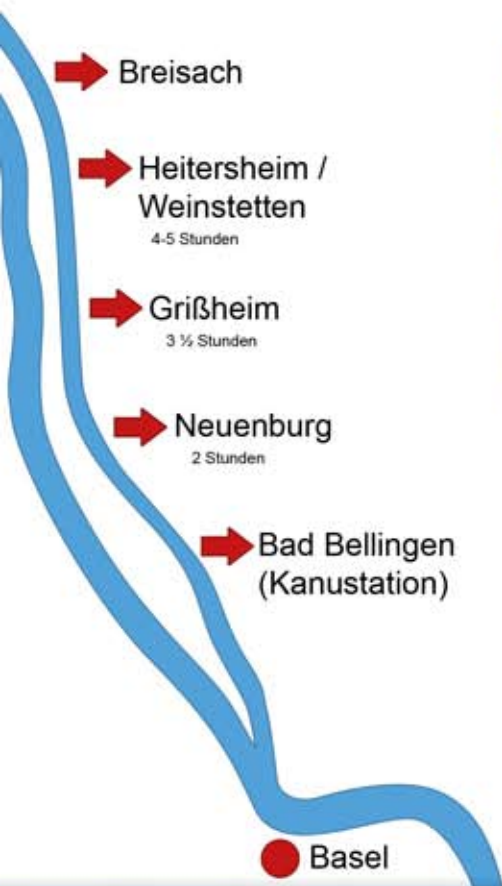 Breisach
Heitersheim /
Weinstetten
4-5 Stunden
Grißheim
3 ½ Stunden
Neuenburg
2 Stunden
Bad Bellingen
(Kanustation)
Basel